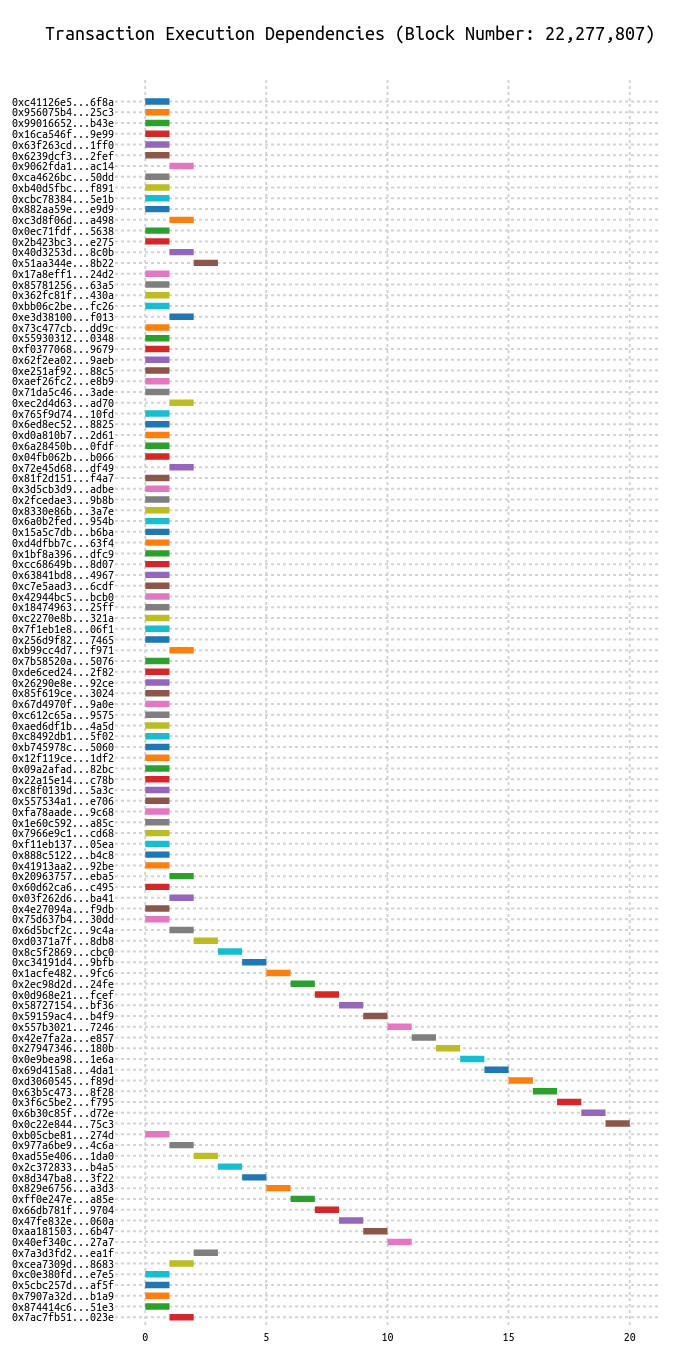 Transaction Execution Dependencies (Block Number: 22,277,807)
0xc41126e5...6f8a
0x956075b4...25c3
0x99016652...b43e
0x16ca546f...9e99
0x63f263cd...1ff0
0x6239dcf3...2fef
0x9062fda1...ac14
0xca4626bc...50dd
0xb40d5fbc...f891
0xcbc78384...5e1b
0x882aa59e...e9d9
0xc3d8f06d...a498
0x0ec71fdf...5638
0x2b423bc3...e275
0x40d3253d...8c0b
0x51aa344e...8b22
0x17a8eff1...24d2
0x85781256...63a5
0x362fc81f...430a
0xbb06c2be...fc26
0xe3d38100...f013
0x73c477cb...dd9c
0x55930312...0348
0xf0377068...9679
0x62f2ea02...9aeb
0xe251af92...88c5
0xaef26fc2...e8b9
0x71da5c46...3ade
0xec2d4d63...ad70
0x765f9d74...10fd
0x6ed8ec52...8825
0xd0a810b7...2d61
0x6a28450b...0fdf
0x04fb062b...b066
0x72e45d68...df49
0x81f2d151...f4a7
0x3d5cb3d9...adbe
0x2fcedae3...9b8b
0x8330e86b...3a7e
0x6a0b2fed...954b
0x15a5c7db...b6ba
0xd4dfbb7c...63f4
0x1bf8a396...dfc9
0xcc68649b...8d07
0x63841bd8...4967
0xc7e5aad3...6cdf
0x42944bc5...bcb0
0x18474963...25ff
0xc2270e8b...321a
0x7f1eb1e8...06f1
0x256d9f82...7465
0xb99cc4d7...f971
0x7b58520a...5076
0xde6ced24...2f82
0x26290e8e...92ce
0x85f619ce...3024
0x67d4970f...9a0e
0xc612c65a...9575
0xaed6df1b...4a5d
0xc8492db1...5f02
0xb745978c...5060
0x12f119ce...1df2
0x09a2afad...82bc
0x22a15e14...c78b
0xc8f0139d...5a3c
0x557534a1...e706
0xfa78aade...9c68
0x1e60c592...a85c
0x7966e9c1...cd68
0xf11eb137...05ea
0x888c5122...b4c8
0x41913aa2...92be
0x20963757...eba5
0x60d62ca6...c495
0x03f262d6...ba41
0x4e27094a...f9db
0x75d637b4...30dd
0x6d5bcf2c...9c4a
0xd0371a7f...8db8
0x8c5f2869...cbc0
0xc34191d4...9bfb
0x1acfe482...9fc6
0x2ec98d2d...24fe
0x0d968e21...fcef
0x58727154...bf36
0x59159ac4...b4f9
0x557b3021...7246
0x42e7fa2a...e857
0x27947346...180b
0x0e9bea98...1e6a
0x69d415a8...4da1
0xd3060545...f89d
0x63b5c473...8f28
0x3f6c5be2...f795
0x6b30c85f...d72e
0x0c22e844...75c3
0xb05cbe81...274d
0x977a6be9...4c6a
0xad55e406...1da0
0x2c372833...b4a5
0x8d347ba8...3f22
0x829e6756...a3d3
0xff0e247e...a85e
0x66db781f...9704
0x47fe832e...060a
0xaa181503...6b47
0x40ef340c...27a7
0x7a3d3fd2...ea1f
0xcea7309d...8683
0xc0e380fd...e7e5
0x5cbc257d...af5f
0x7907a32d...b1a9
0x874414c6...51e3
0x7ac7fb51...023e
0 5 10 15 20